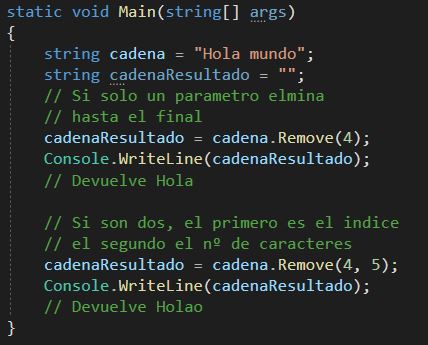 static void Main(string[] args)
{
string cadena = "Hola mundo";
string cadenaResultado = "";
// Si solo un parametro elmina
// hasta el final
cadenaResultado = cadena.Remove(4);
Console.WriteLine(cadenaResultado);
// Devuelve Hola
// Si son dos, el primero es el indice
// el segundo el nº de caracteres
cadenaResultado = cadena.Remove(4, 5);
Console.WriteLine(cadenaResultado);
// Devuelve Holao
}